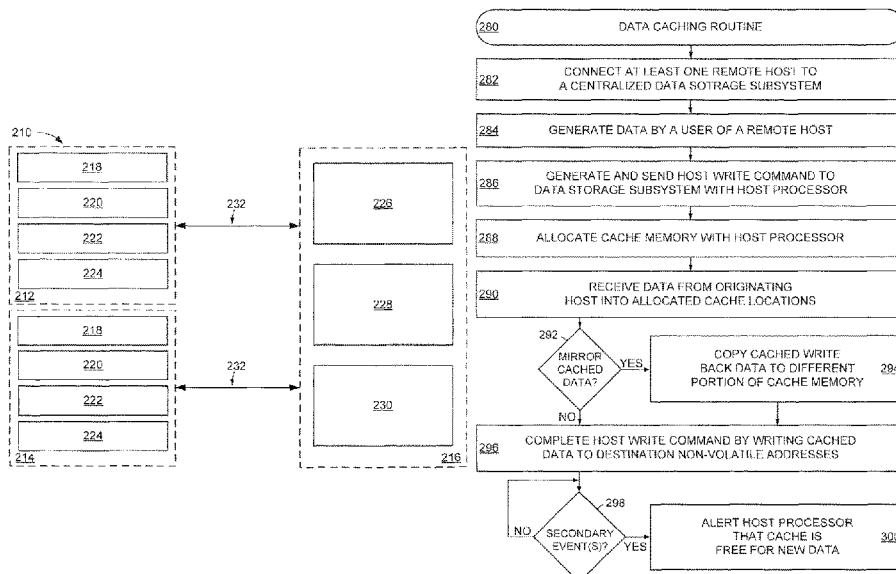 210
218
220
222
224
212
218
220
222
224
214
232
232
226
228
230
216
280
DATA CACHING ROUTINE
282
CONNECT AT LEAST ONE REMOTE HOST TO
A CENTRALIZED DATA SOTRAGE SUBSYSTEM
284
GENERATE DATA BY A USER OF A REMOTE HOST
286
GENERATE AND SEND HOST WRITE COMMAND TO
DATA STORAGE SUBSYSTEM WITH HOST PROCESSOR
288
ALLOCATE CACHE MEMORY WITH HOST PROCESSOR
290
RECEIVE DATA FROM ORIGINATING
HOST INTO ALLOCATED CACHE LOCATIONS
292
MIRROR
CACHED
DATA?
YES
NO
COPY CACHED WRITE
BACK DATA TO DIFFERENT
PORTION OF CACHE MEMORY
294
296
COMPLETE HOST WRITE COMMAND BY WRITING CACHED
DATA TO DESTINATION NON-VOLATILE ADDRESSES
298
SECONDARY
EVENT(S)?
NO
YES
ALERT HOST PROCESSOR
THAT CACHE IS
FREE FOR NEW DATA